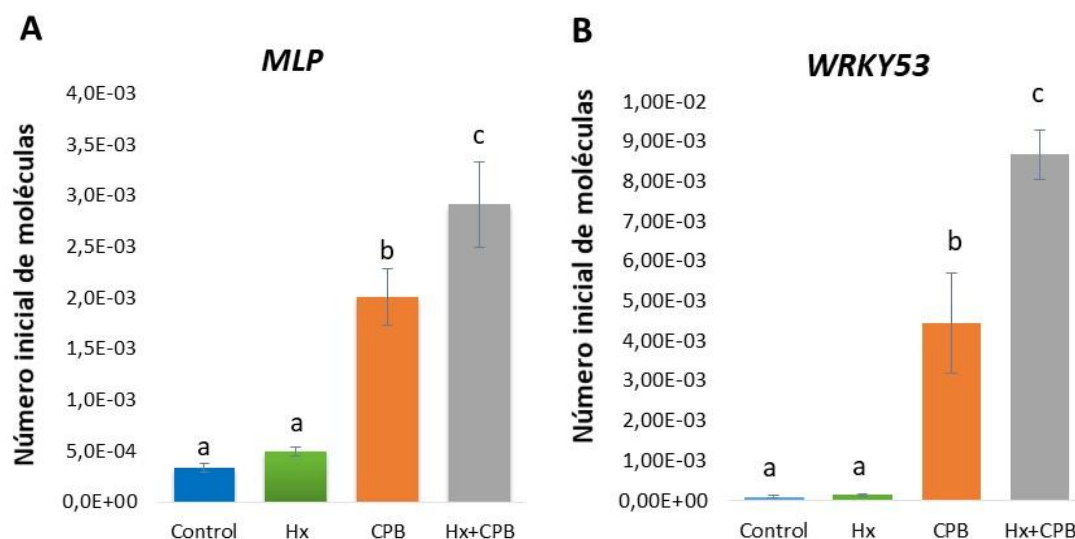 A
MLP
Número inicial de moléculas
4,0E-03
3,5E-03
3,0E-03
2,5E-03
2,0E-03
1,5E-03
1,0E-03
5,0E-04
0,0E+00
a
a
b
c
Control
Hx
CPB
Hx+CPB
B
WRKY53
Número inicial de moléculas
1,00E-02
9,00E-03
8,00E-03
7,00E-03
6,00E-03
5,00E-03
4,00E-03
3,00E-03
2,00E-03
1,00E-03
0,00E+00
a
a
b
c
Control
Hx
CPB
Hx+CPB